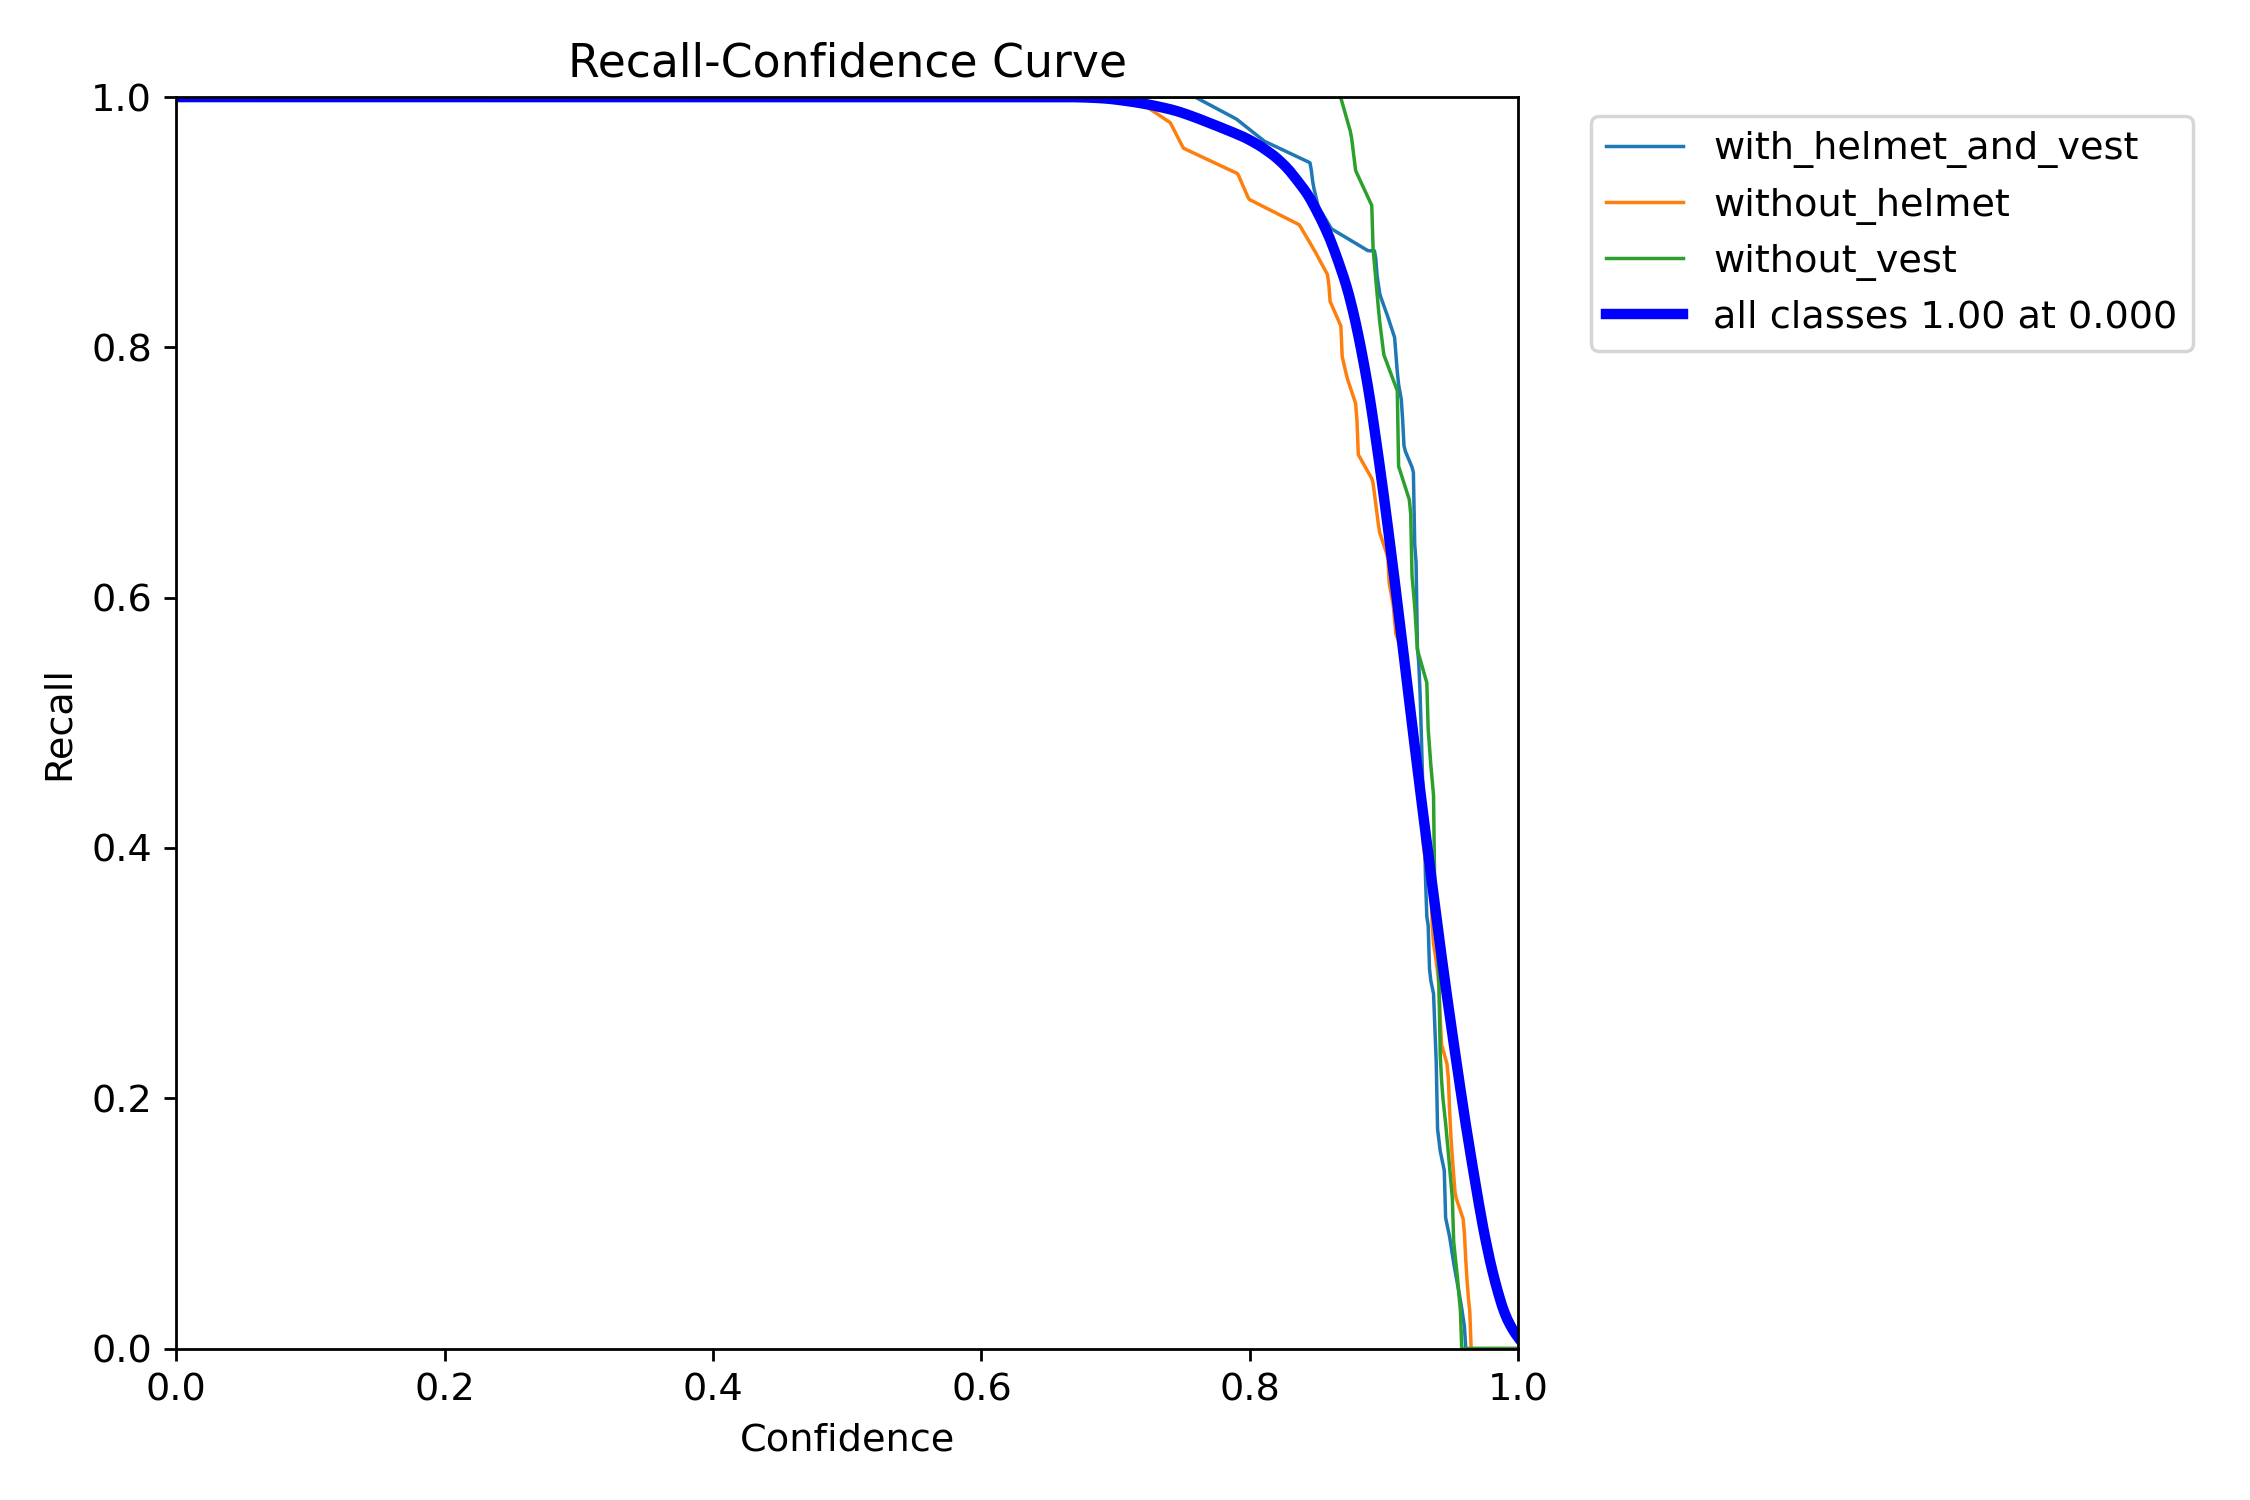 Recall-Confidence Curve
1.0
0.8
0.6
0.4
0.2
0.0
Recall
0.0 0.2 0.4 0.6 0.8 1.0
Confidence
with_helmet_and_vest
without_helmet
without_vest
all classes 1.00 at 0.000